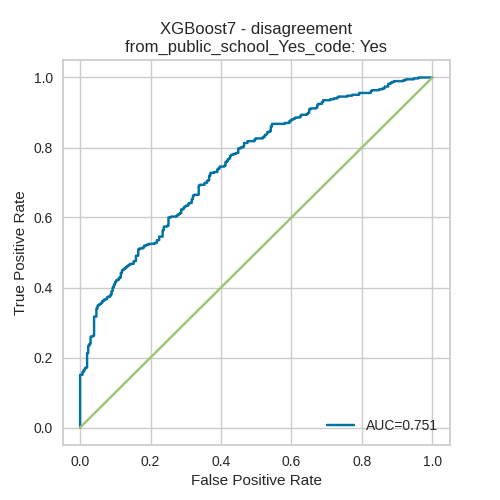 XGBoost7 - disagreement
from_public_school_Yes_code: Yes
True Positive Rate
1.0
0.8
0.6
0.4
0.2
0.0
AUC=0.751
0.0 0.2 0.4 0.6 0.8 1.0
False Positive Rate